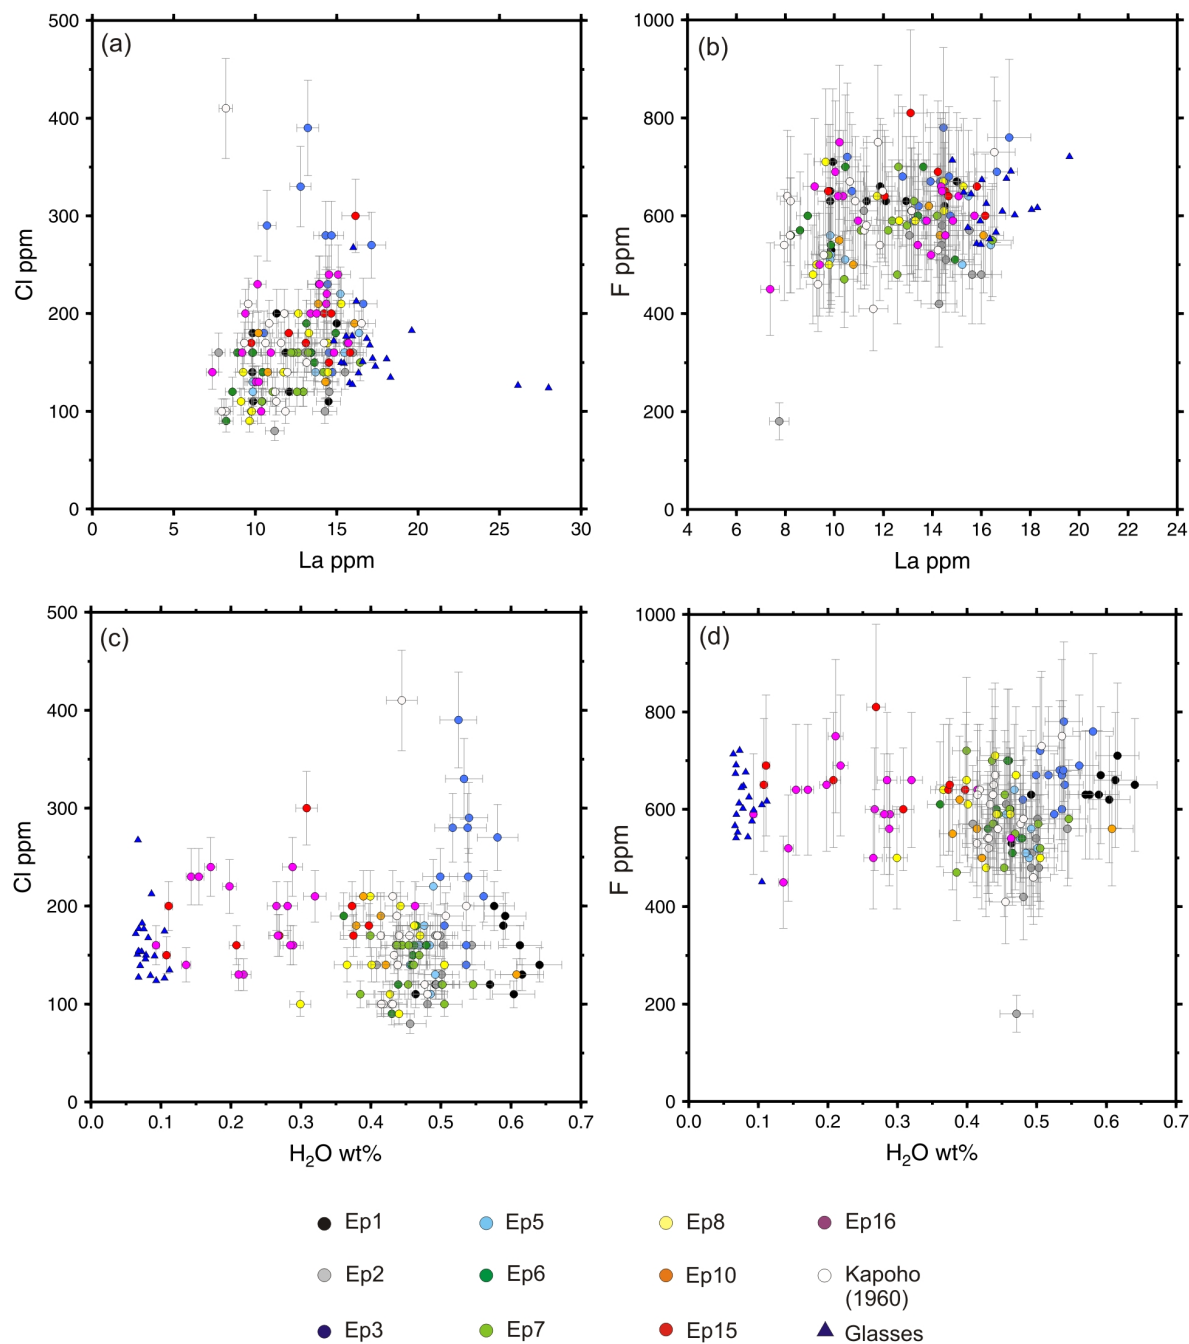 (a)
500
400
300
200
100
0
Cl ppm
0 5 10 15 20 25 30
La ppm
(b)
1000
800
600
400
200
0
F ppm
4 6 8 10 12 14 16 18 20 22 24
La ppm
(c)
500
400
300
200
100
0
Cl ppm
0.0 0.1 0.2 0.3 0.4 0.5 0.6 0.7
H₂O wt%
(d)
1000
800
600
400
200
0
F ppm
0.0 0.1 0.2 0.3 0.4 0.5 0.6 0.7
H₂O wt%
Ep1 Ep5 Ep8 Ep16
Ep2 Ep6 Ep10 Kapoho
(1960)
Ep3 Ep7 Ep15 Glasses